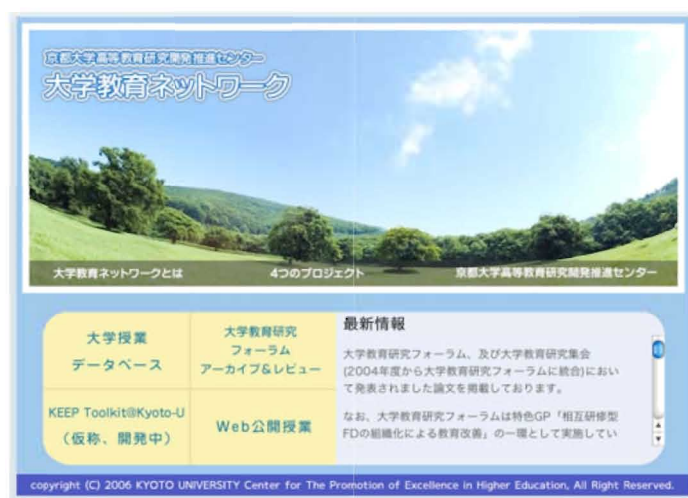 京都大学高等教育研究開発推進センター
大学教育ネットワーク
大学教育ネットワークとは
4つのプロジェクト
京都大学高等教育研究開発推進センター
大学授業
データベース
大学教育研究
フォーラム
アーカイブ&レビュー
KEEP Toolkit@Kyoto-U
(仮称、開発中)
Web公開授業
最新情報
大学教育研究フォーラム、及び大学教育研究集会
(2004年度から大学教育研究フォーラムに統合)におい
て発表されました論文を掲載しております。
なお、大学教育研究フォーラムは特色GP「相互研修型
FDの組織化による教育改善」の一環として実施してい
copyright (C) 2006 KYOTO UNIVERSITY Center for The Promotion of Excellence in Higher Education, All Right Reserved.